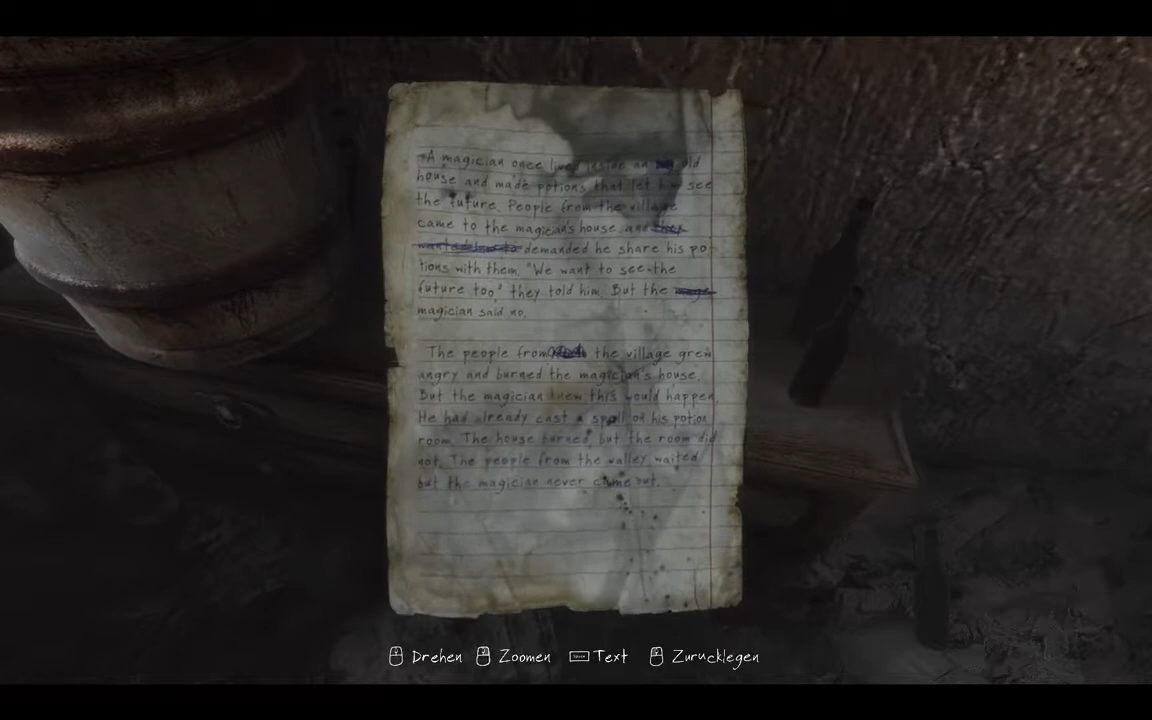 A magician once lived inside an old
house and made potions that let him see
the future. People from the village
came to the magician's house and they
wanted him to demanded he share his po-
tions with them. "We want to see the
future too," they told him. But the
magician said no.
The people from the village grew
angry and burned the magician's house.
But the magician knew this would happen.
He had already cast a spell on his potion
room. The house burned, but the room did
not. The people from the valley waited
but the magician never came out.
Drehen Zoomen Text Zurücklegen